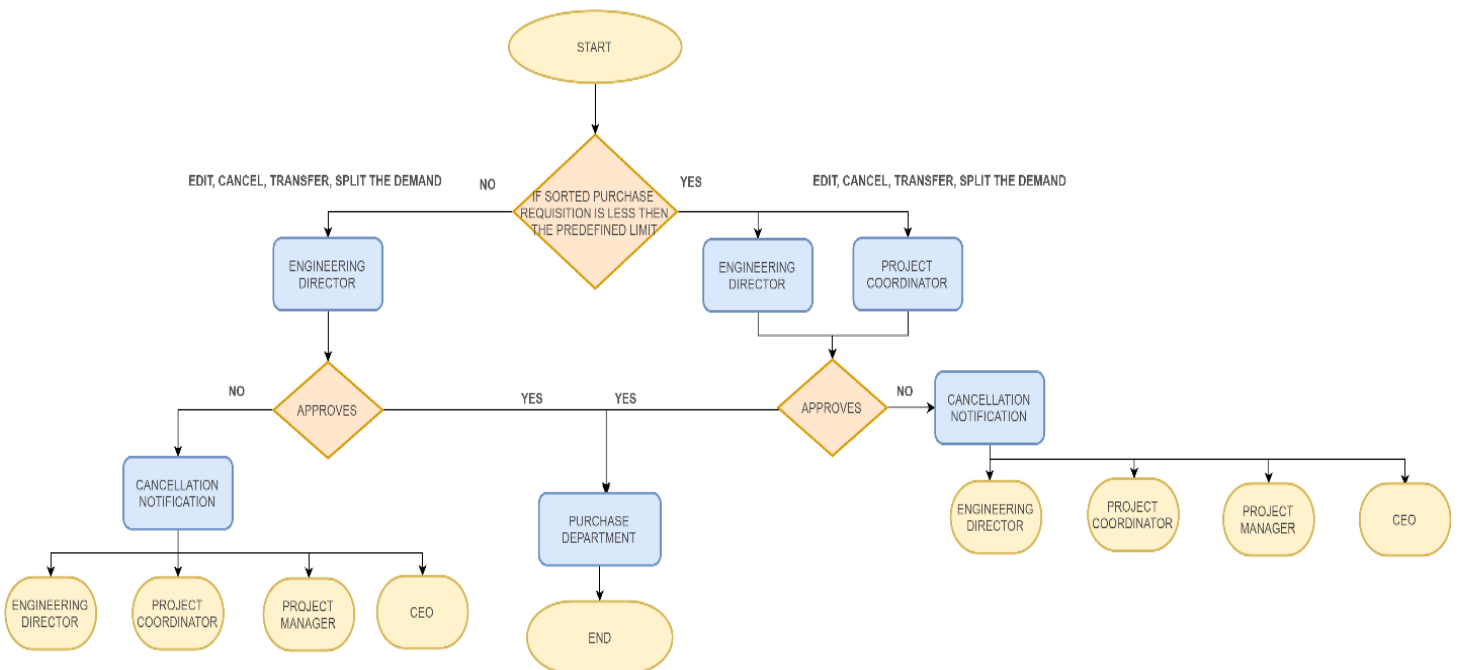 START
EDIT, CANCEL, TRANSFER, SPLIT THE DEMAND
NO
IF SORTED PURCHASE
REQUISITION IS LESS THEN
THE PREDEFINED LIMIT
YES
EDIT, CANCEL, TRANSFER, SPLIT THE DEMAND
ENGINEERING
DIRECTOR
ENGINEERING
DIRECTOR
PROJECT
COORDINATOR
NO
APPROVES
YES
YES
APPROVES
NO
CANCELLATION
NOTIFICATION
CANCELLATION
NOTIFICATION
PURCHASE
DEPARTMENT
ENGINEERING
DIRECTOR
PROJECT
COORDINATOR
PROJECT
MANAGER
CEO
ENGINEERING
DIRECTOR
PROJECT
COORDINATOR
PROJECT
MANAGER
CEO
END